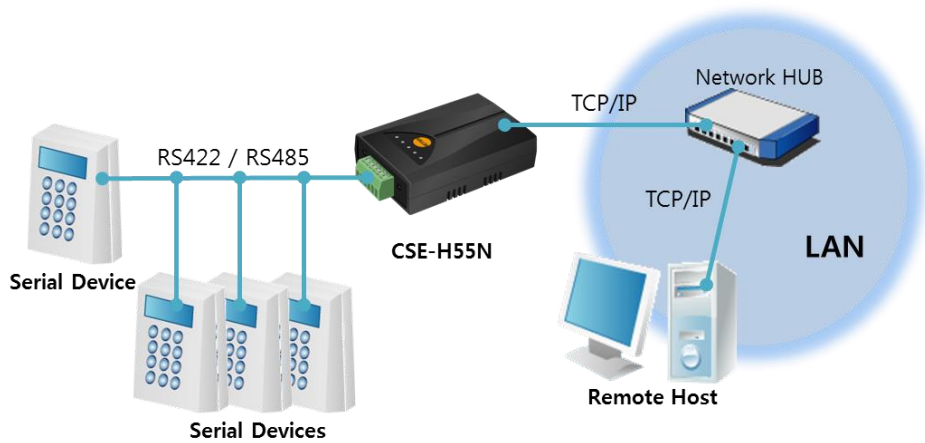 Network HUB
TCP/IP
RS422 / RS485
TCP/IP
CSE-H55N
LAN
Serial Device
Remote Host
Serial Devices